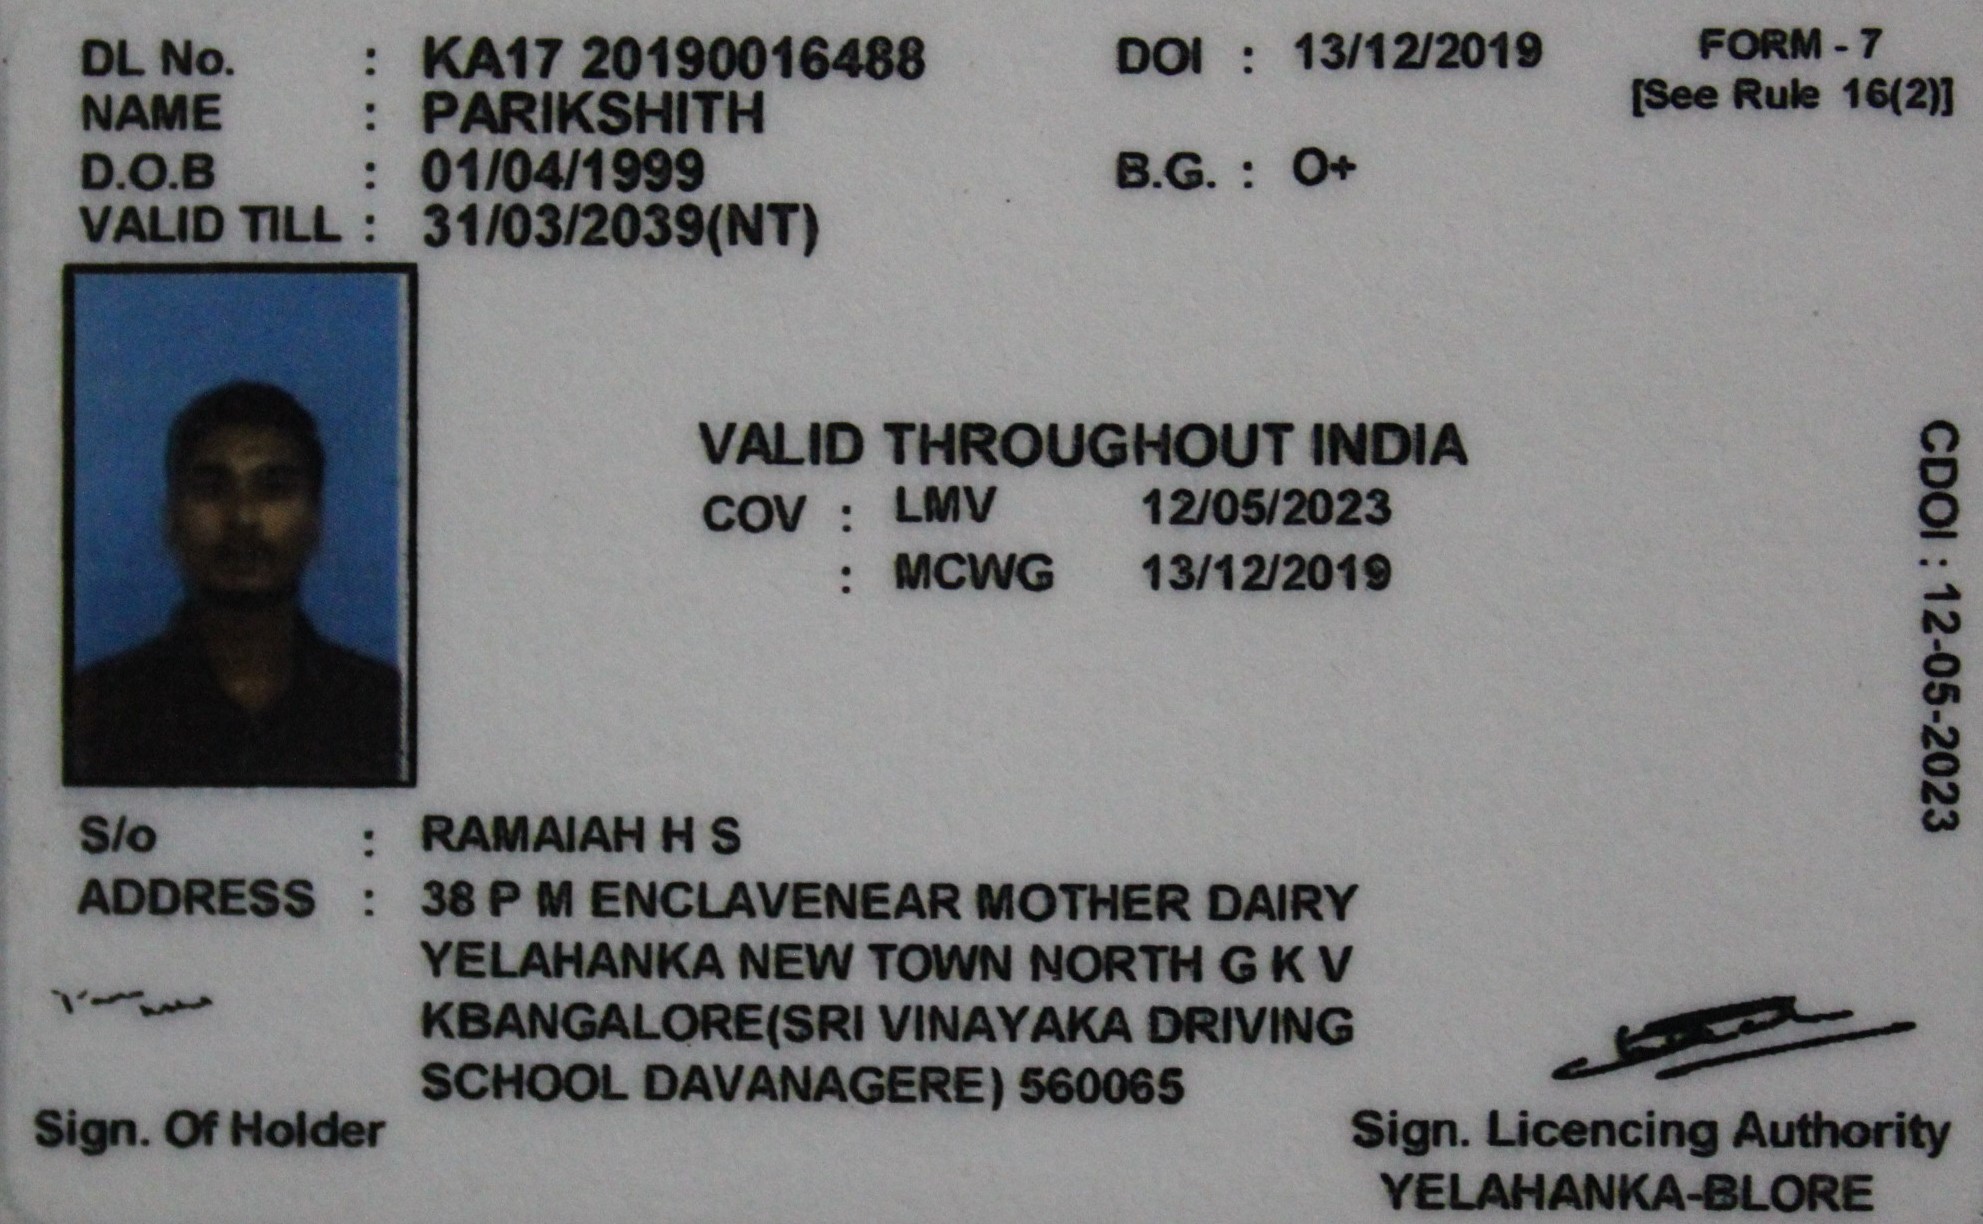 DL No. : KA17 20190016488 DOI : 13/12/2019 FORM - 7
NAME : PARIKSHITH [See Rule 16(2)]
D.O.B : 01/04/1999 B.G. : O+
VALID TILL : 31/03/2039(NT)
VALID THROUGHOUT INDIA
COV : LMV 12/05/2023
: MCWG 13/12/2019
CDOI : 12-05-2023
S/o : RAMAIAH H S
ADDRESS : 38 P M ENCLAVENEAR MOTHER DAIRY
YELAHANKA NEW TOWN NORTH G K V
KBANGALORE(SRI VINAYAKA DRIVING
SCHOOL DAVANAGERE) 560065
Sign. Of Holder
Sign. Licencing Authority
YELAHANKA-BLORE